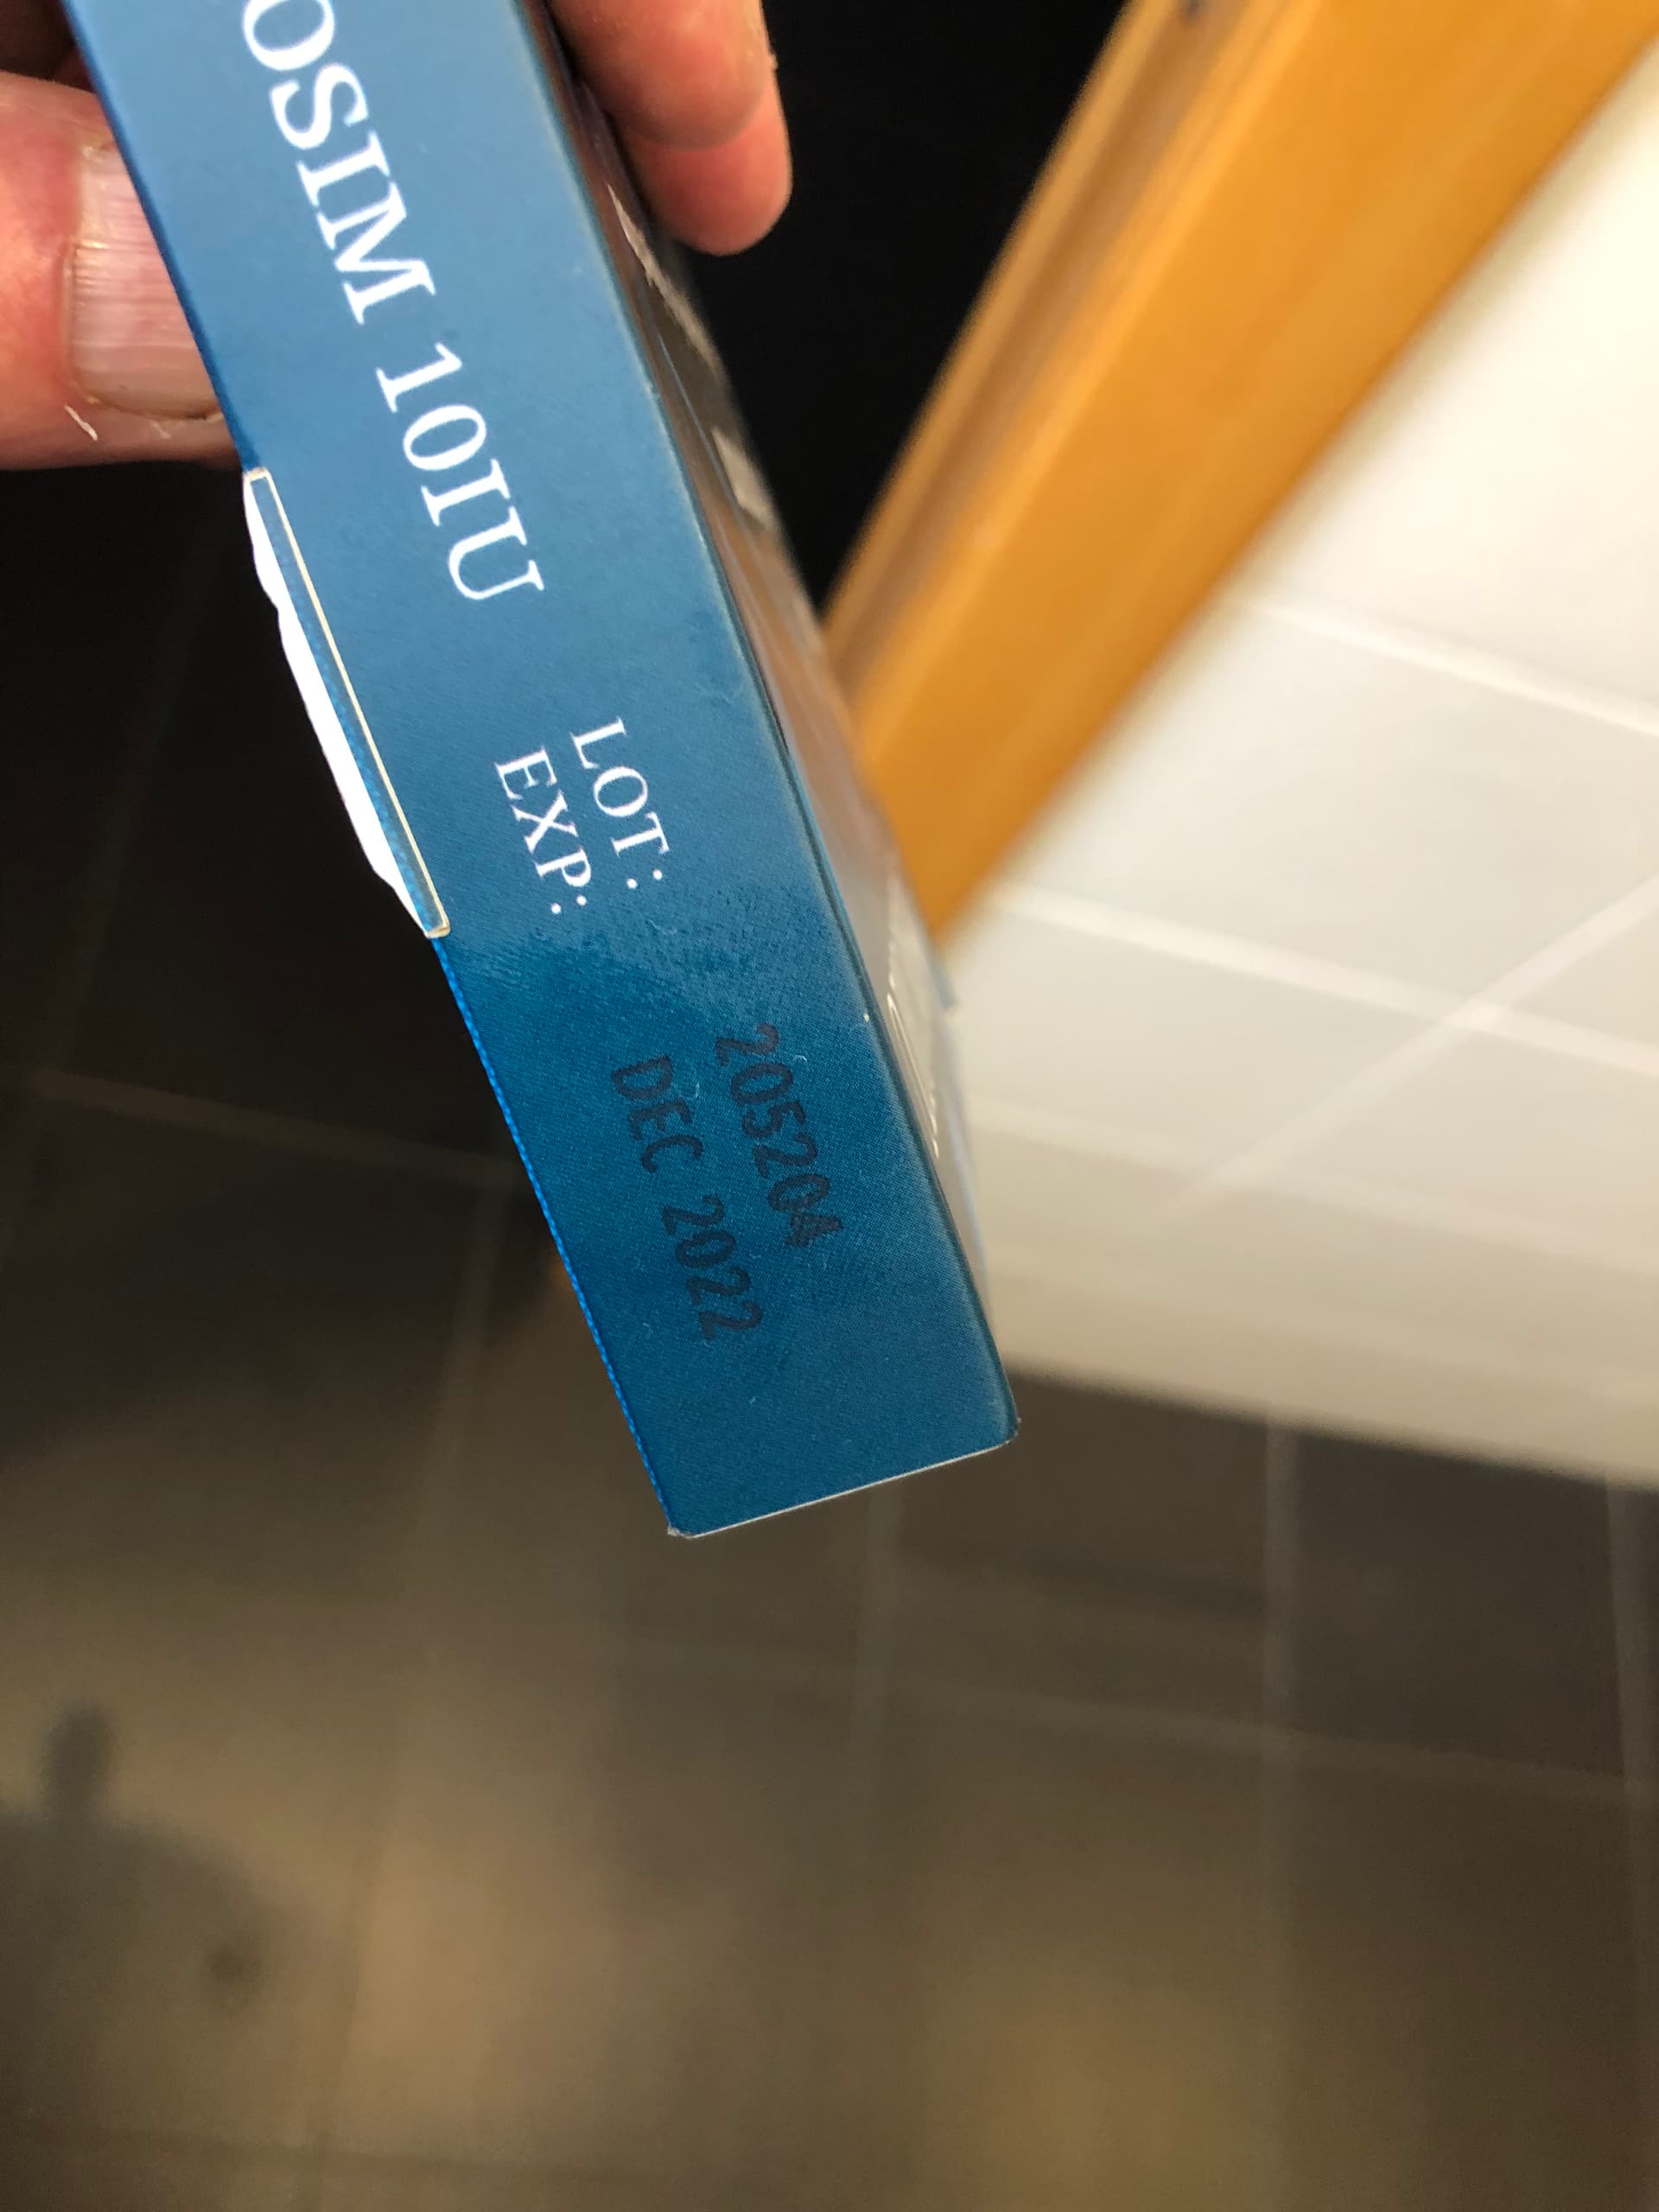 OSIM 10IU
LOT: 205204
EXP: DEC 2022